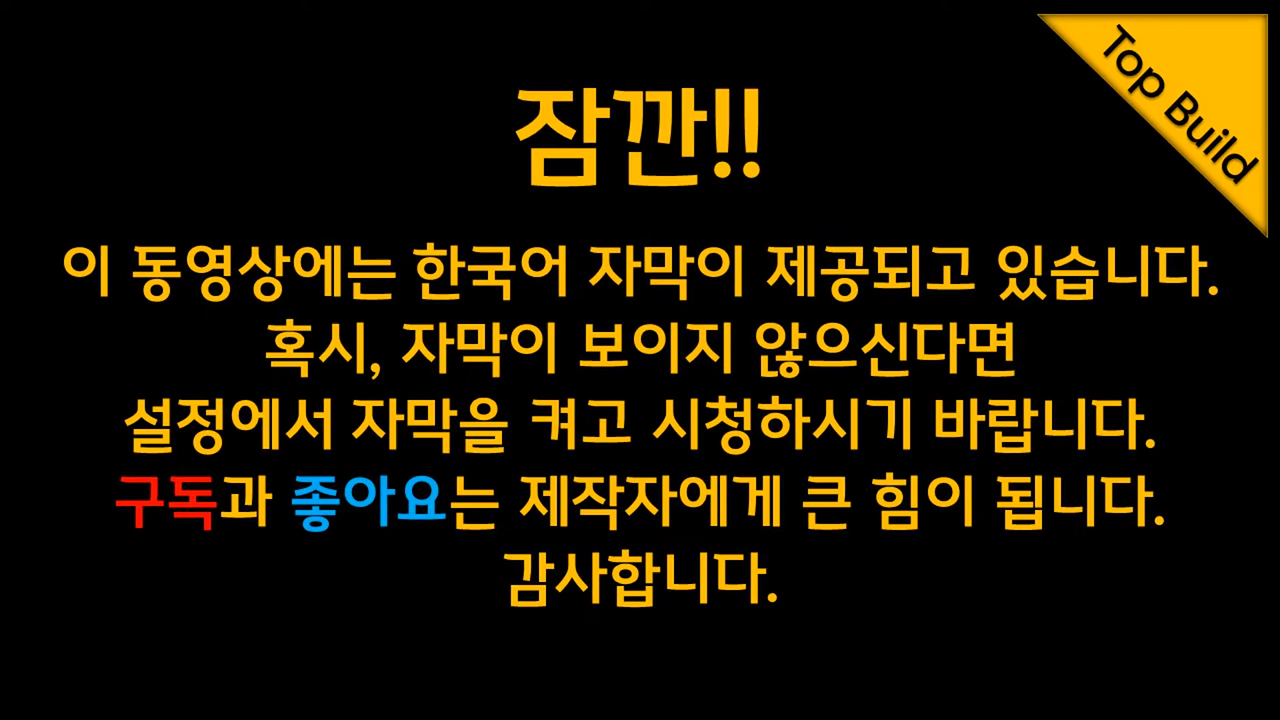 Top Build
잠깐!!
이 동영상에는 한국어 자막이 제공되고 있습니다.
혹시, 자막이 보이지 않으신다면
설정에서 자막을 켜고 시청하시기 바랍니다.
구독과 좋아요는 제작자에게 큰 힘이 됩니다.
감사합니다.